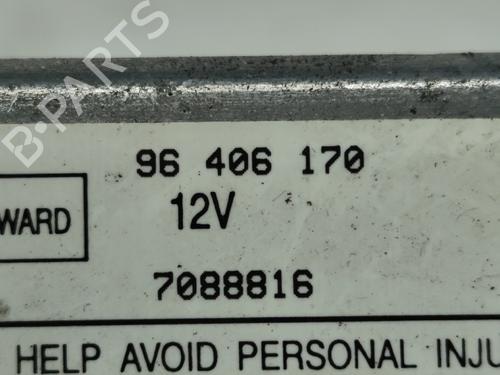 B-PARTS
96 406 170
WARD
12V
7088816
HELP AVOID PERSONAL INJU